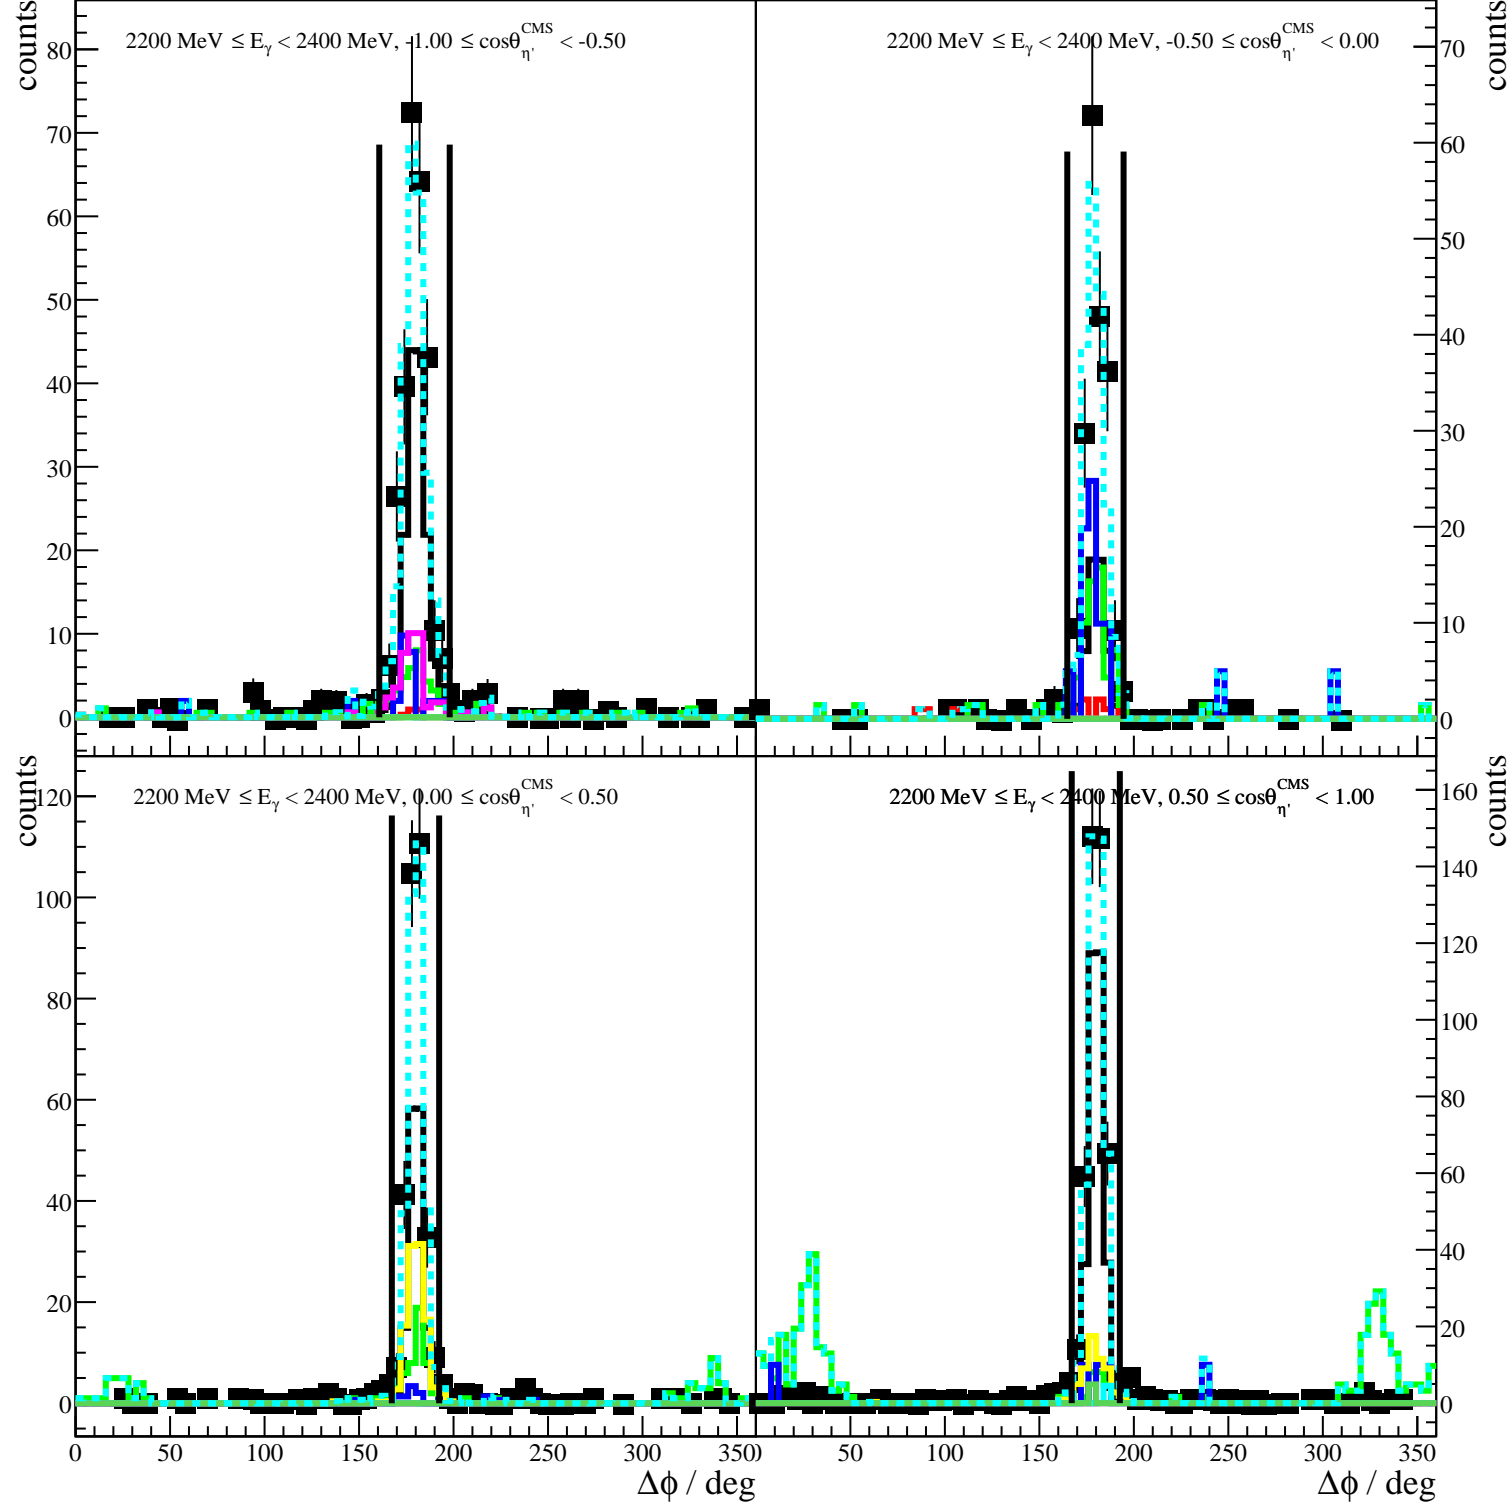 counts
2200 MeV ≤ Eγ < 2400 MeV, -1.00 ≤ cosθη'CMS < -0.50
80
70
60
50
40
30
20
10
0
2200 MeV ≤ Eγ < 2400 MeV, -0.50 ≤ cosθη'CMS < 0.00
counts
70
60
50
40
30
20
10
0
counts
2200 MeV ≤ Eγ < 2400 MeV, 0.00 ≤ cosθη'CMS < 0.50
120
100
80
60
40
20
0
0 50 100 150 200 250 300 350
Δϕ / deg
2200 MeV ≤ Eγ < 2400 MeV, 0.50 ≤ cosθη'CMS < 1.00
counts
160
140
120
100
80
60
40
20
0
50 100 150 200 250 300 350
Δϕ / deg